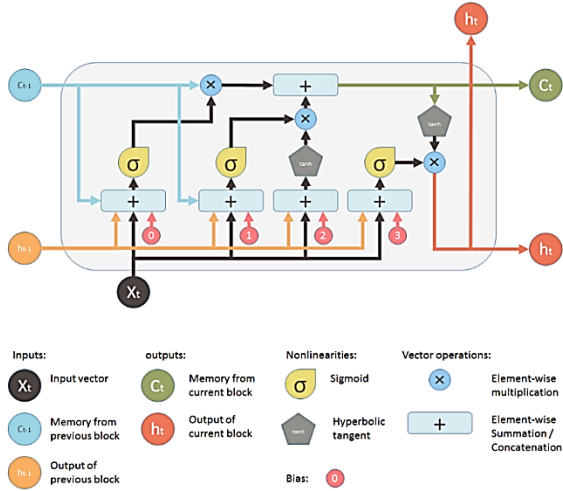 ht
Ct-1
×
+
Ct
tanh
×
tanh
σ
σ
σ
×
+
+
+
+
0
1
2
3
ht-1
ht
Xt
Inputs:
outputs:
Nonlinearities:
Vector operations:
Xt
Input vector
Ct
Memory from
current block
σ
Sigmoid
×
Element-wise
multiplication
Ct-1
Memory from
previous block
ht
Output of
current block
tanh
Hyperbolic
tangent
+
Element-wise
Summation /
Concatenation
ht-1
Output of
previous block
Bias:
0